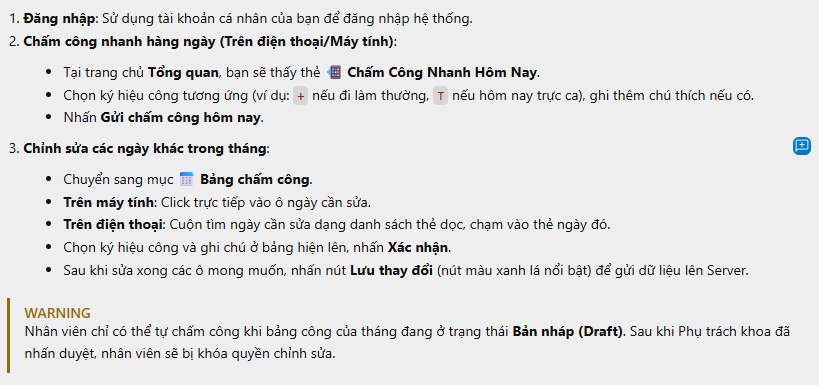 1. Đăng nhập: Sử dụng tài khoản cá nhân của bạn để đăng nhập hệ thống.
2. Chấm công nhanh hàng ngày (Trên điện thoại/Máy tính):
• Tại trang chủ Tổng quan, bạn sẽ thấy thẻ 📲 Chấm Công Nhanh Hôm Nay.
• Chọn ký hiệu công tương ứng (ví dụ: + nếu đi làm thường, T nếu hôm nay trực ca), ghi thêm chú thích nếu có.
• Nhấn Gửi chấm công hôm nay.
3. Chỉnh sửa các ngày khác trong tháng:
• Chuyển sang mục 📅 Bảng chấm công.
• Trên máy tính: Click trực tiếp vào ô ngày cần sửa.
• Trên điện thoại: Cuộn tìm ngày cần sửa dạng danh sách thẻ dọc, chạm vào thẻ ngày đó.
• Chọn ký hiệu công và ghi chú ở bảng hiện lên, nhấn Xác nhận.
• Sau khi sửa xong các ô mong muốn, nhấn nút Lưu thay đổi (nút màu xanh lá nổi bật) để gửi dữ liệu lên Server.
WARNING
Nhân viên chỉ có thể tự chấm công khi bảng công của tháng đang ở trạng thái Bản nháp (Draft). Sau khi Phụ trách khoa đã
nhấn duyệt, nhân viên sẽ bị khóa quyền chỉnh sửa.